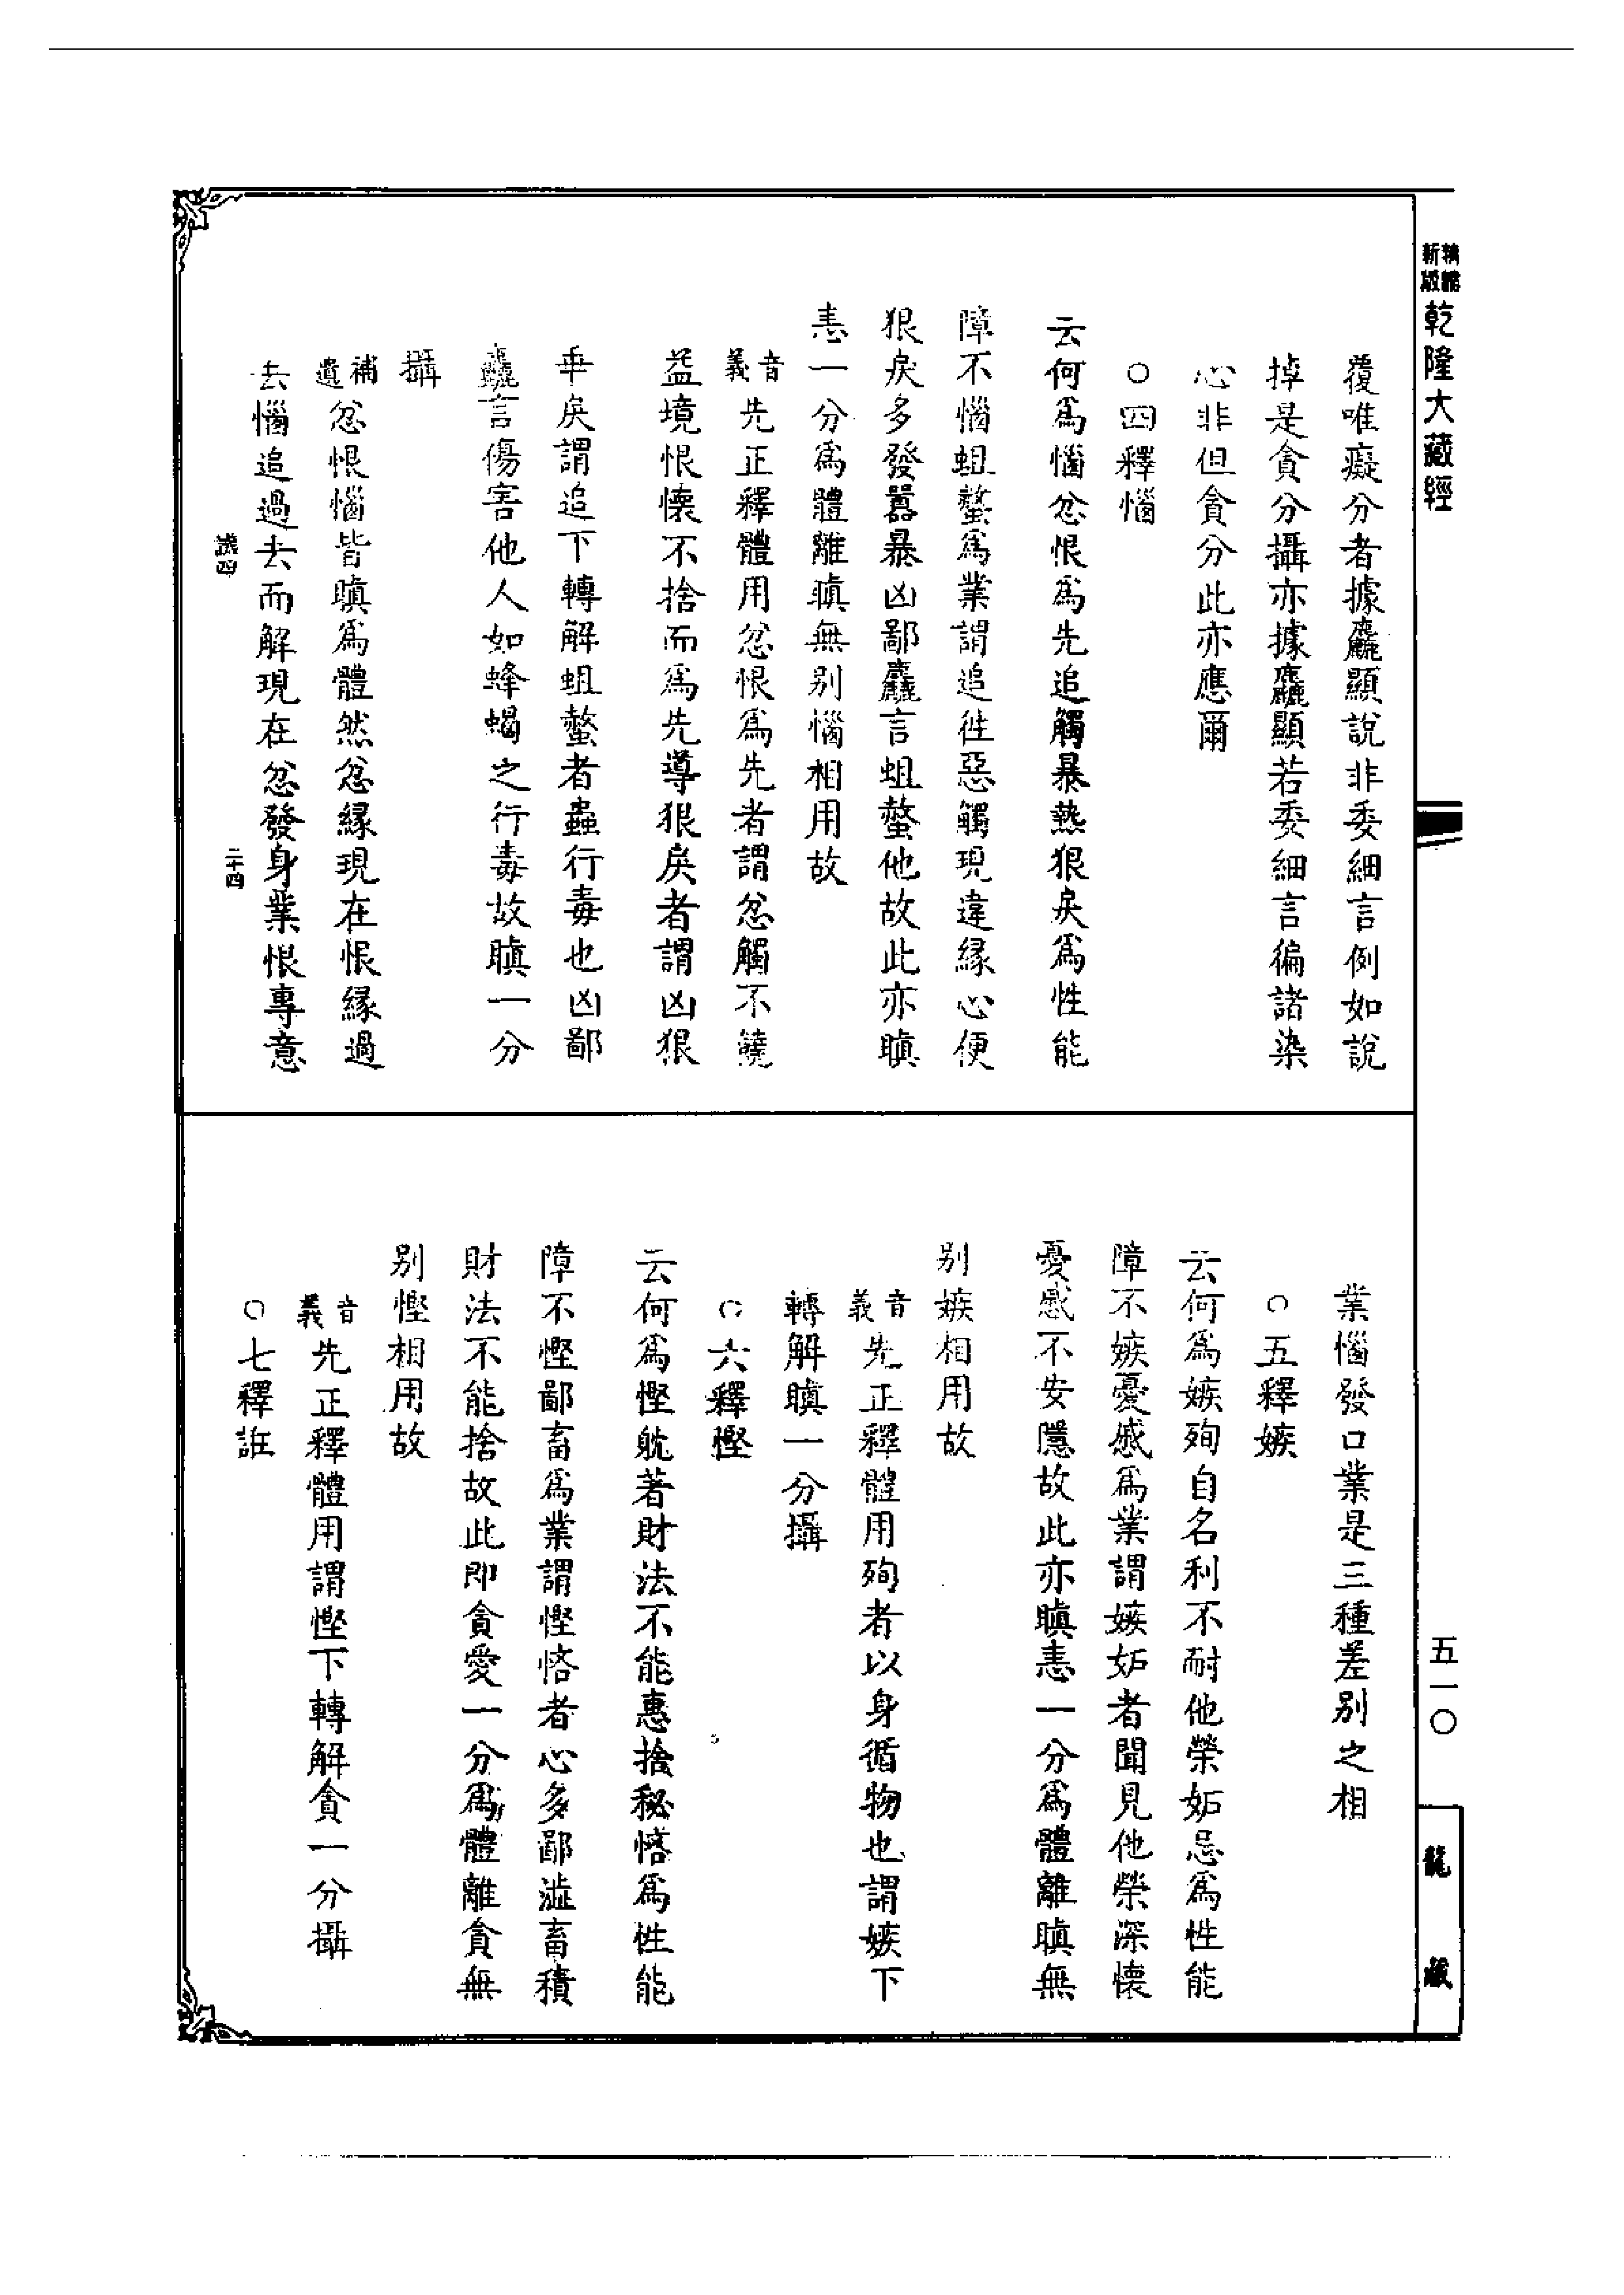 新版
精縮
乾隆大藏經
覆唯癡分者據麤顯說非委細言例如說
掉是貪分攝亦據麤顯若委細言徧諸染
心非但貪分此亦應爾
○四釋惱
云何爲惱忿恨爲先追觸暴熱狠戾爲性能
障不惱蛆螫爲業謂追往惡觸現違緣心便
狠戾多發囂暴凶鄙麤言蛆螫他故此亦瞋
恚一分爲體離瞋無別惱相用故
音義先正釋體用忿恨爲先者謂忿觸不饒
益境恨懷不捨而爲先導狠戾者謂凶狠
乖戾謂追下轉解蛆螫者蟲行毒也凶鄙
麤言傷害他人如蜂蝎之行毒故瞋一分
攝
補遺忿恨惱皆瞋爲體然忿緣現在恨緣過
去惱追過去而解現在忿發身業恨專意
二十四
業惱發口業是三種差別之相
○五釋嫉
云何爲嫉殉自名利不耐他榮妬忌爲性能
障不嫉憂慼爲業謂嫉妬者聞見他榮深懷
憂慼不安隱故此亦瞋恚一分爲體離瞋無
別嫉相用故
音義先正釋體用殉者以身循物也謂嫉下
轉解瞋一分攝
○六釋慳
云何爲慳躭著財法不能惠捨秘悋爲性能
障不慳鄙畜爲業謂慳悋者心多鄙澁畜積
財法不能捨故此即貪愛一分爲體離貪無
別慳相用故
音義先正釋體用謂慳下轉解貪一分攝
○七釋誑
五一〇
龍藏